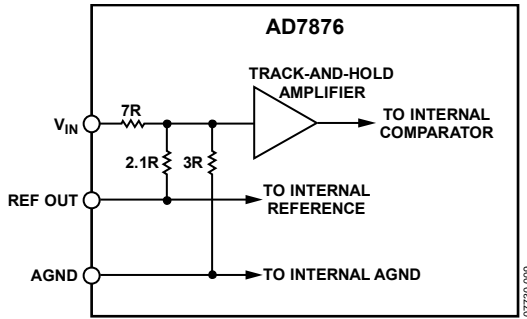 AD7876
TRACK-AND-HOLD
AMPLIFIER
V_IN
7R
TO INTERNAL
COMPARATOR
2.1R
3R
REF OUT
TO INTERNAL
REFERENCE
AGND
TO INTERNAL AGND